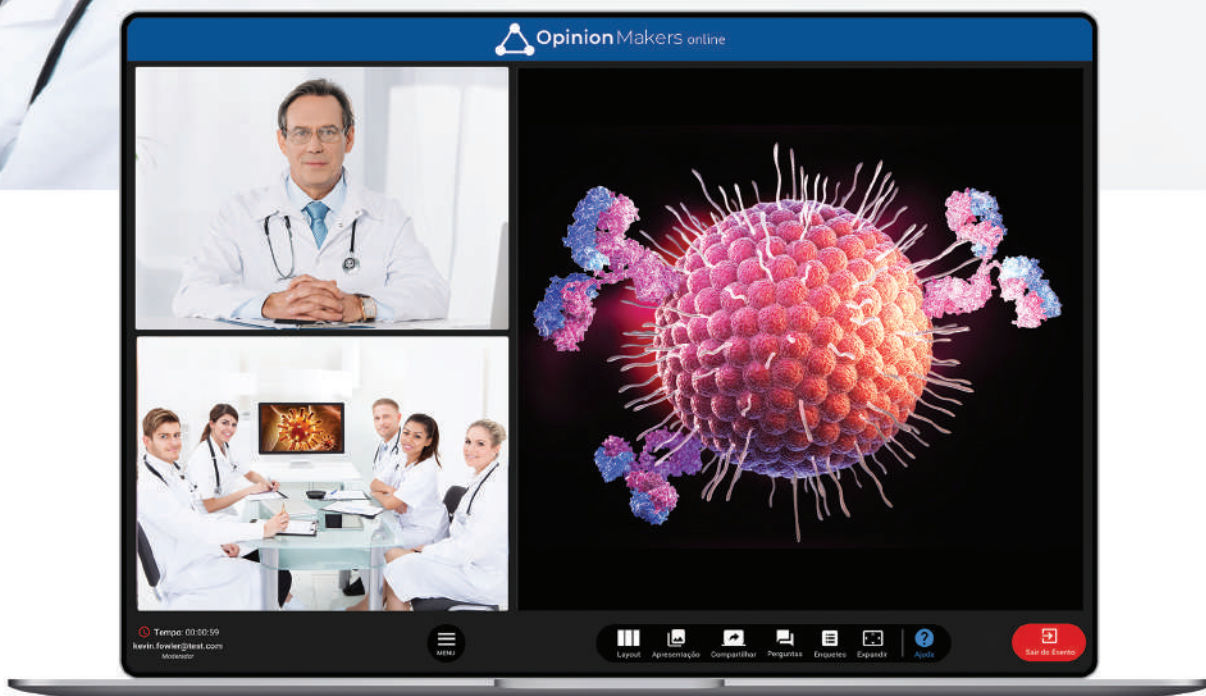 Opinion Makers online
Tempo: 00:00:59
kevin.fowler@test.com
Moderador
MENU
Layout
Apresentação
Compartilhar
Perguntas
Enquetes
Expandir
Ajuda
Sair do Evento